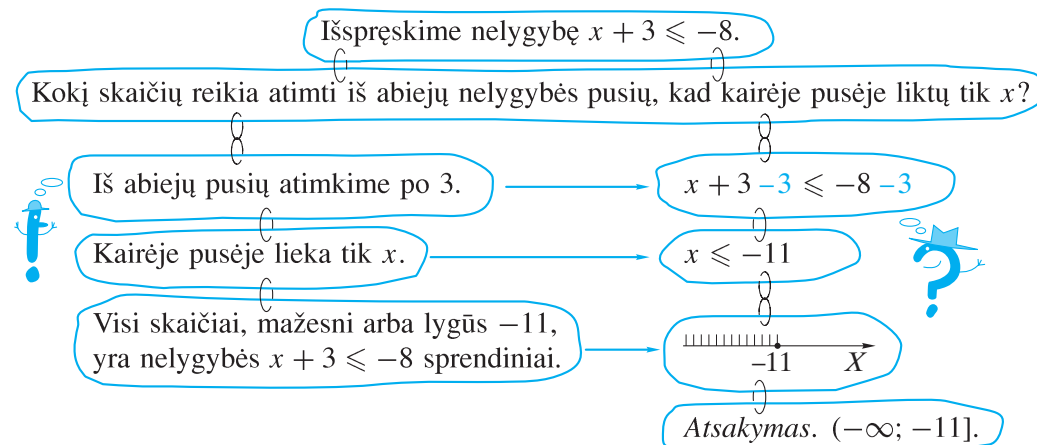 Išspręskime nelygybę x + 3 ⩽ −8.
Kokį skaičių reikia atimti iš abiejų nelygybės pusių, kad kairėje pusėje liktų tik x?
Iš abiejų pusių atimkime po 3.
x + 3 −3 ⩽ −8 −3
Kairėje pusėje lieka tik x.
x ⩽ −11
Visi skaičiai, mažesni arba lygūs −11,
yra nelygybės x + 3 ⩽ −8 sprendiniai.
−11 X
Atsakymas. (−∞; −11].